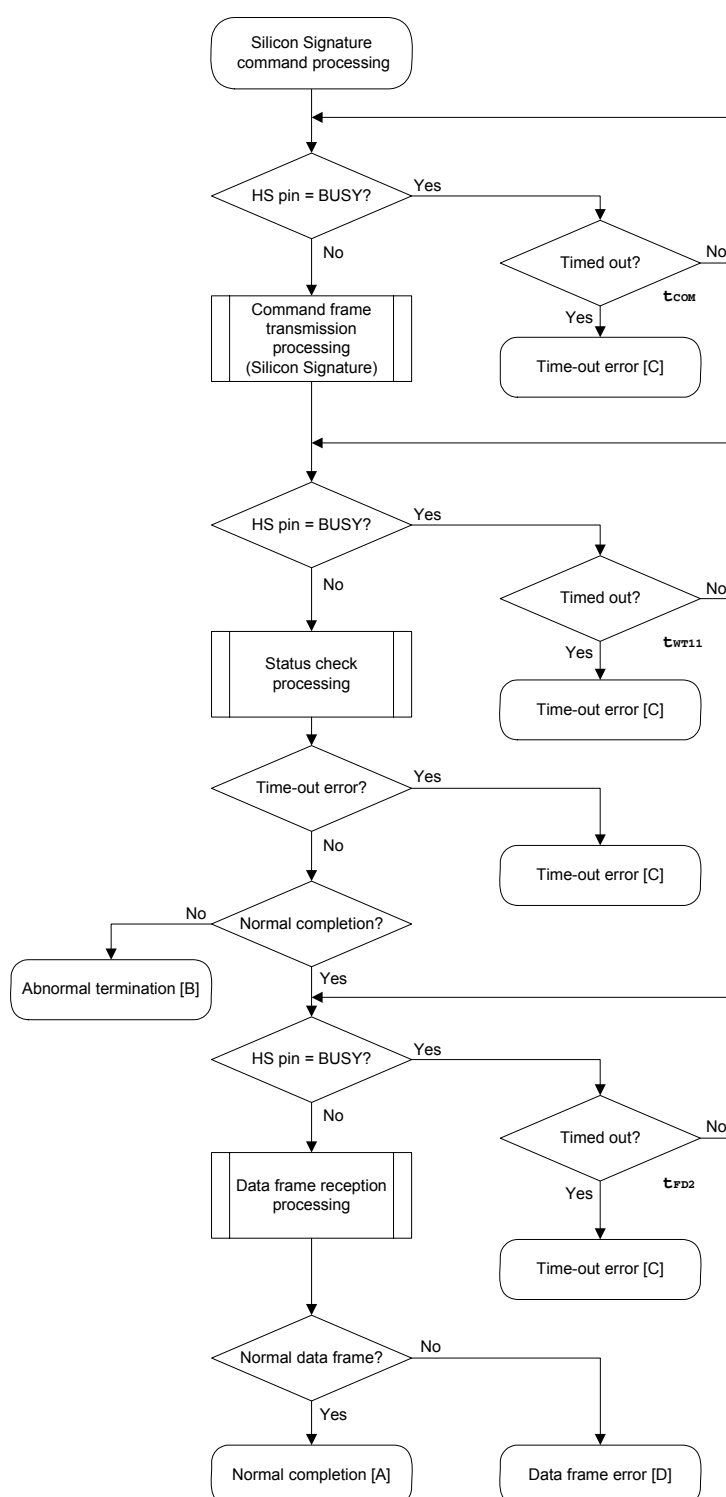 Silicon Signature
command processing
HS pin = BUSY?
Yes
No
Timed out?
No
tCOM
Yes
Command frame
transmission
processing
(Silicon Signature)
Time-out error [C]
HS pin = BUSY?
Yes
No
Timed out?
No
tWT11
Yes
Status check
processing
Time-out error [C]
Time-out error?
Yes
No
Time-out error [C]
Normal completion?
No
Abnormal termination [B]
Yes
HS pin = BUSY?
Yes
No
Timed out?
No
tFD2
Yes
Data frame reception
processing
Time-out error [C]
Normal data frame?
No
Yes
Normal completion [A]
Data frame error [D]